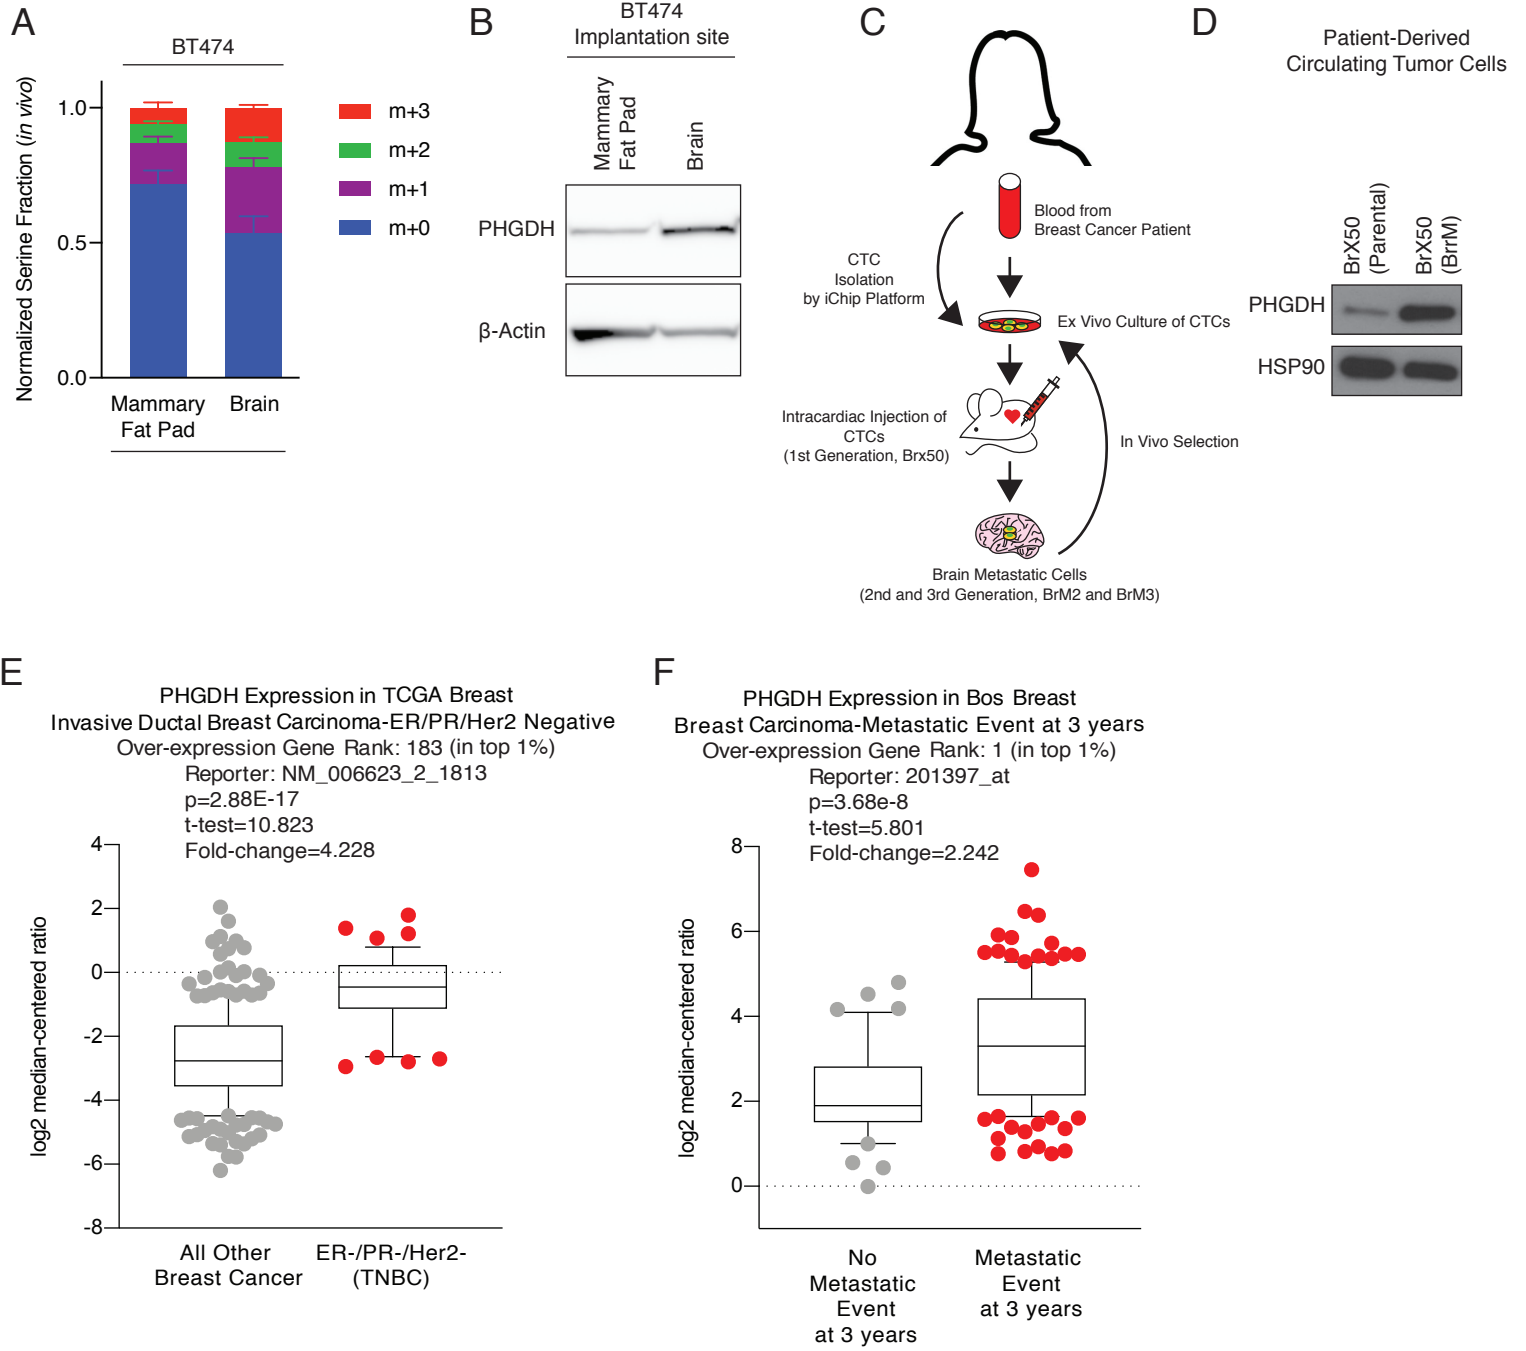 A
BT474
Normalized Serine Fraction (in vivo)
1.0
0.5
0.0
Mammary
Fat Pad
Brain
m+3
m+2
m+1
m+0
B
BT474
Implantation site
Mammary
Fat Pad
Brain
PHGDH
β-Actin
C
Blood from
Breast Cancer Patient
CTC
Isolation
by iChip Platform
Ex Vivo Culture of CTCs
Intracardiac Injection of
CTCs
(1st Generation, Brx50)
In Vivo Selection
Brain Metastatic Cells
(2nd and 3rd Generation, BrM2 and BrM3)
D
Patient-Derived
Circulating Tumor Cells
BrX50
(Parental)
BrX50
(BrrM)
PHGDH
HSP90
E
PHGDH Expression in TCGA Breast
Invasive Ductal Breast Carcinoma-ER/PR/Her2 Negative
Over-expression Gene Rank: 183 (in top 1%)
Reporter: NM_006623_2_1813
p=2.88E-17
t-test=10.823
Fold-change=4.228
log2 median-centered ratio
4
2
0
-2
-4
-6
-8
All Other
Breast Cancer
ER-/PR-/Her2-
(TNBC)
F
PHGDH Expression in Bos Breast
Breast Carcinoma-Metastatic Event at 3 years
Over-expression Gene Rank: 1 (in top 1%)
Reporter: 201397_at
p=3.68e-8
t-test=5.801
Fold-change=2.242
log2 median-centered ratio
8
6
4
2
0
No
Metastatic
Event
at 3 years
Metastatic
Event
at 3 years